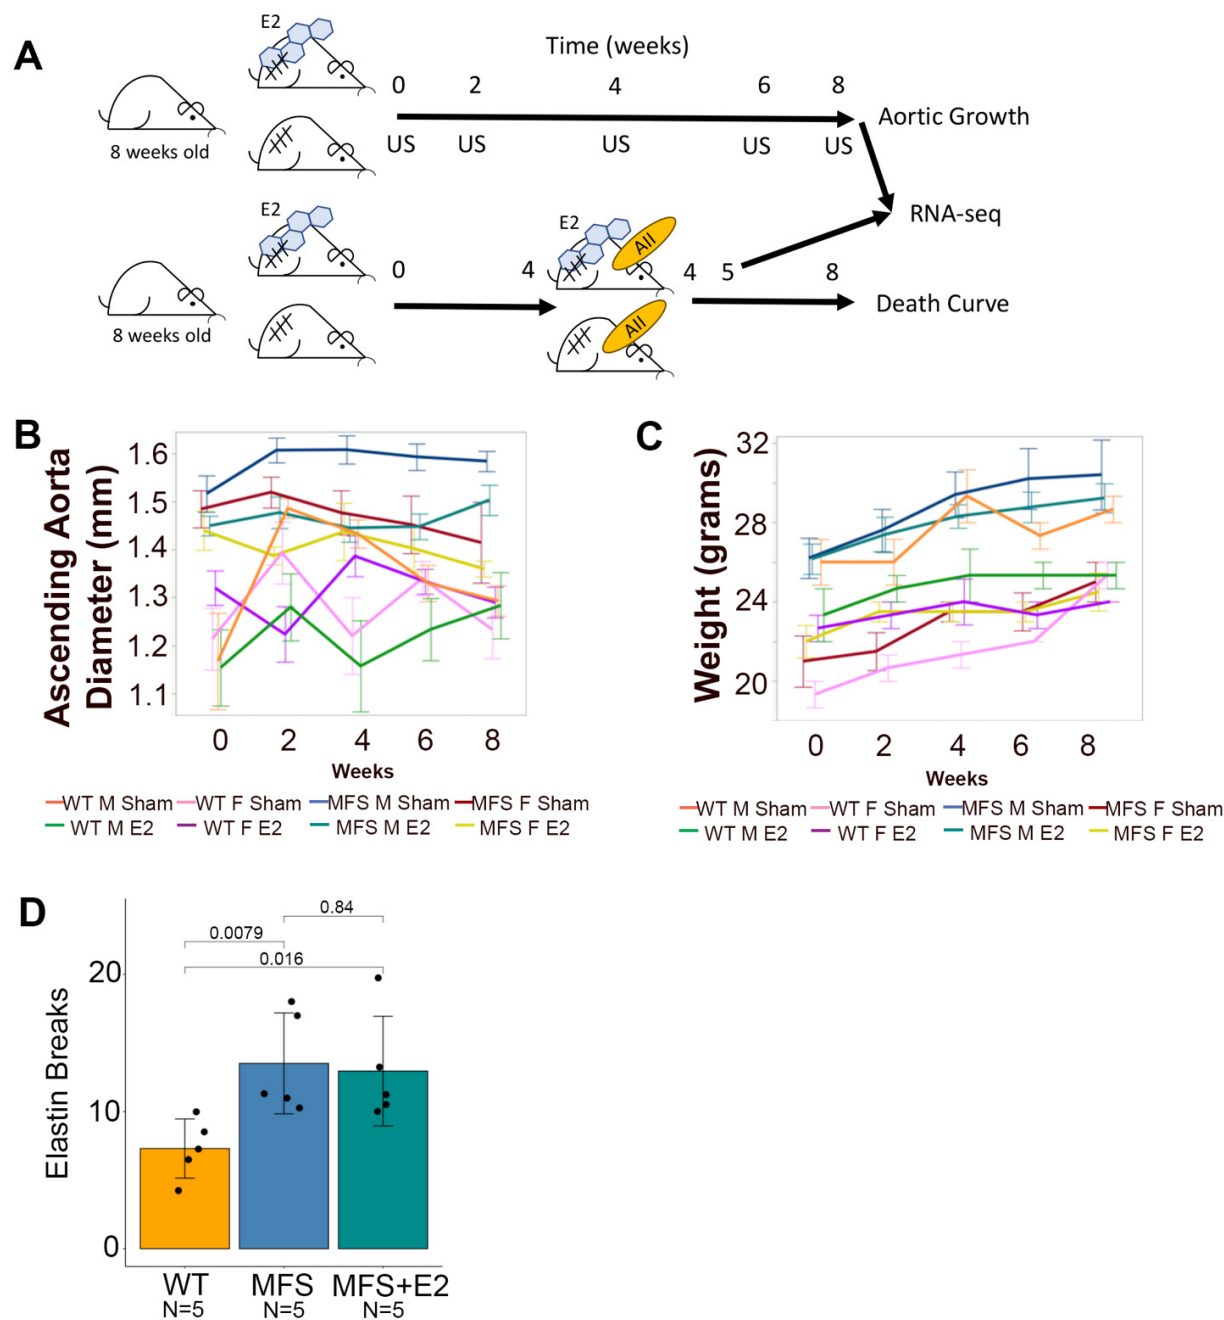 A
E2
Time (weeks)
0 2 4 6 8
Aortic Growth
8 weeks old
US US US US US
E2
RNA-seq
E2
AII
0 4 4 5 8
AII
Death Curve
8 weeks old
B
Ascending Aorta
Diameter (mm)
1.6
1.5
1.4
1.3
1.2
1.1
0 2 4 6 8
Weeks
WT M Sham WT F Sham MFS M Sham MFS F Sham
WT M E2 WT F E2 MFS M E2 MFS F E2
C
Weight (grams)
32
28
24
20
0 2 4 6 8
Weeks
WT M Sham WT F Sham MFS M Sham MFS F Sham
WT M E2 WT F E2 MFS M E2 MFS F E2
D
Elastin Breaks
0.84
0.0079
0.016
20
10
0
WT MFS MFS+E2
N=5 N=5 N=5